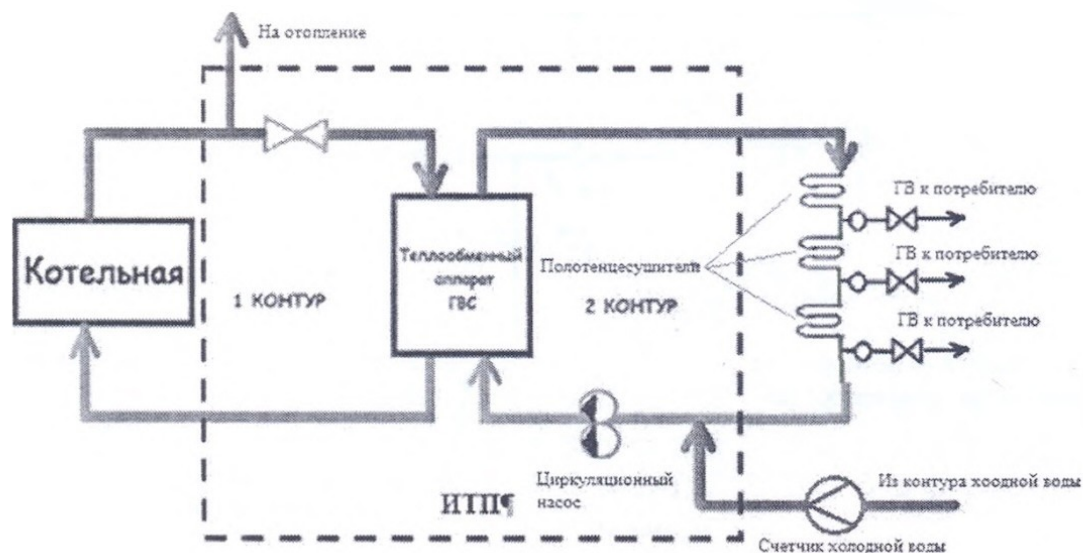 На отопление
ГВ к потребителю
Котельная
Теплообменный
аппарат
ГВС
Полотенцесушители
ГВ к потребителю
1 КОНТУР
2 КОНТУР
ГВ к потребителю
Циркуляционный
насос
Из контура хоодной воды
ИТП¶
Счетчик холодной воды